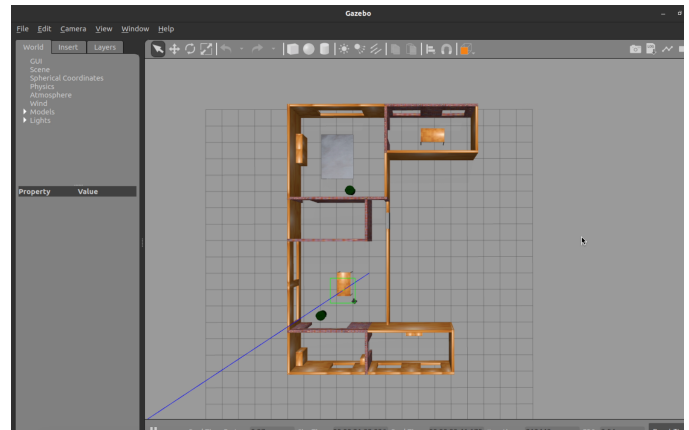 Gazebo
File Edit Camera View Window Help
World Insert Layers
GUI
Scene
Spherical Coordinates
Physics
Atmosphere
Wind
Models
Lights
Property Value